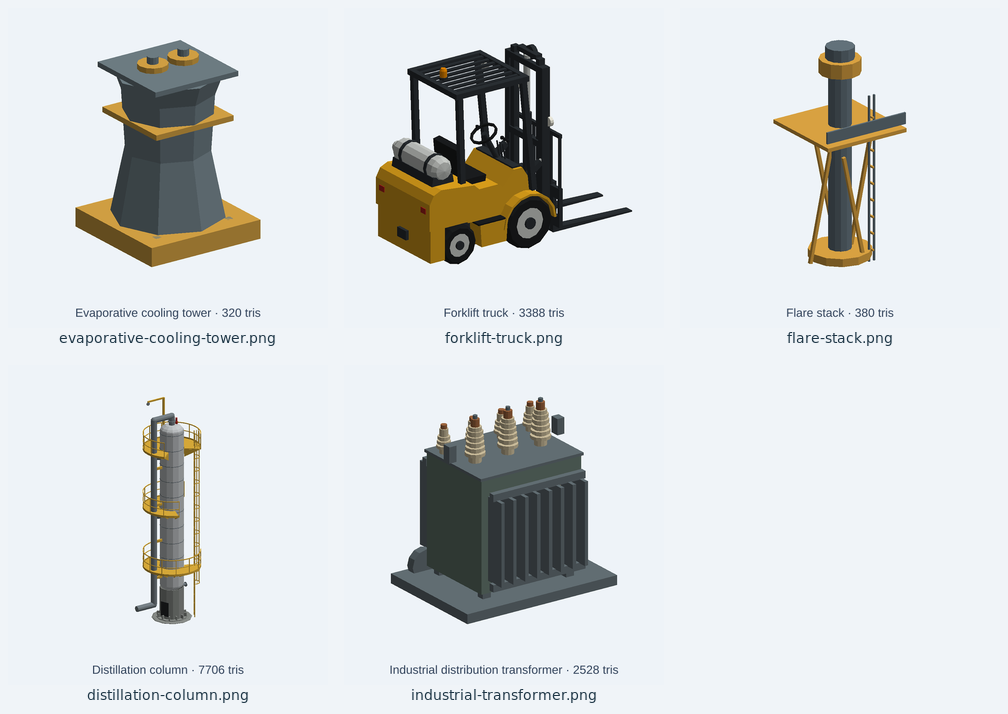 Evaporative cooling tower · 320 tris
evaporative-cooling-tower.png
Forklift truck · 3388 tris
forklift-truck.png
Flare stack · 380 tris
flare-stack.png
Distillation column · 7706 tris
distillation-column.png
Industrial distribution transformer · 2528 tris
industrial-transformer.png